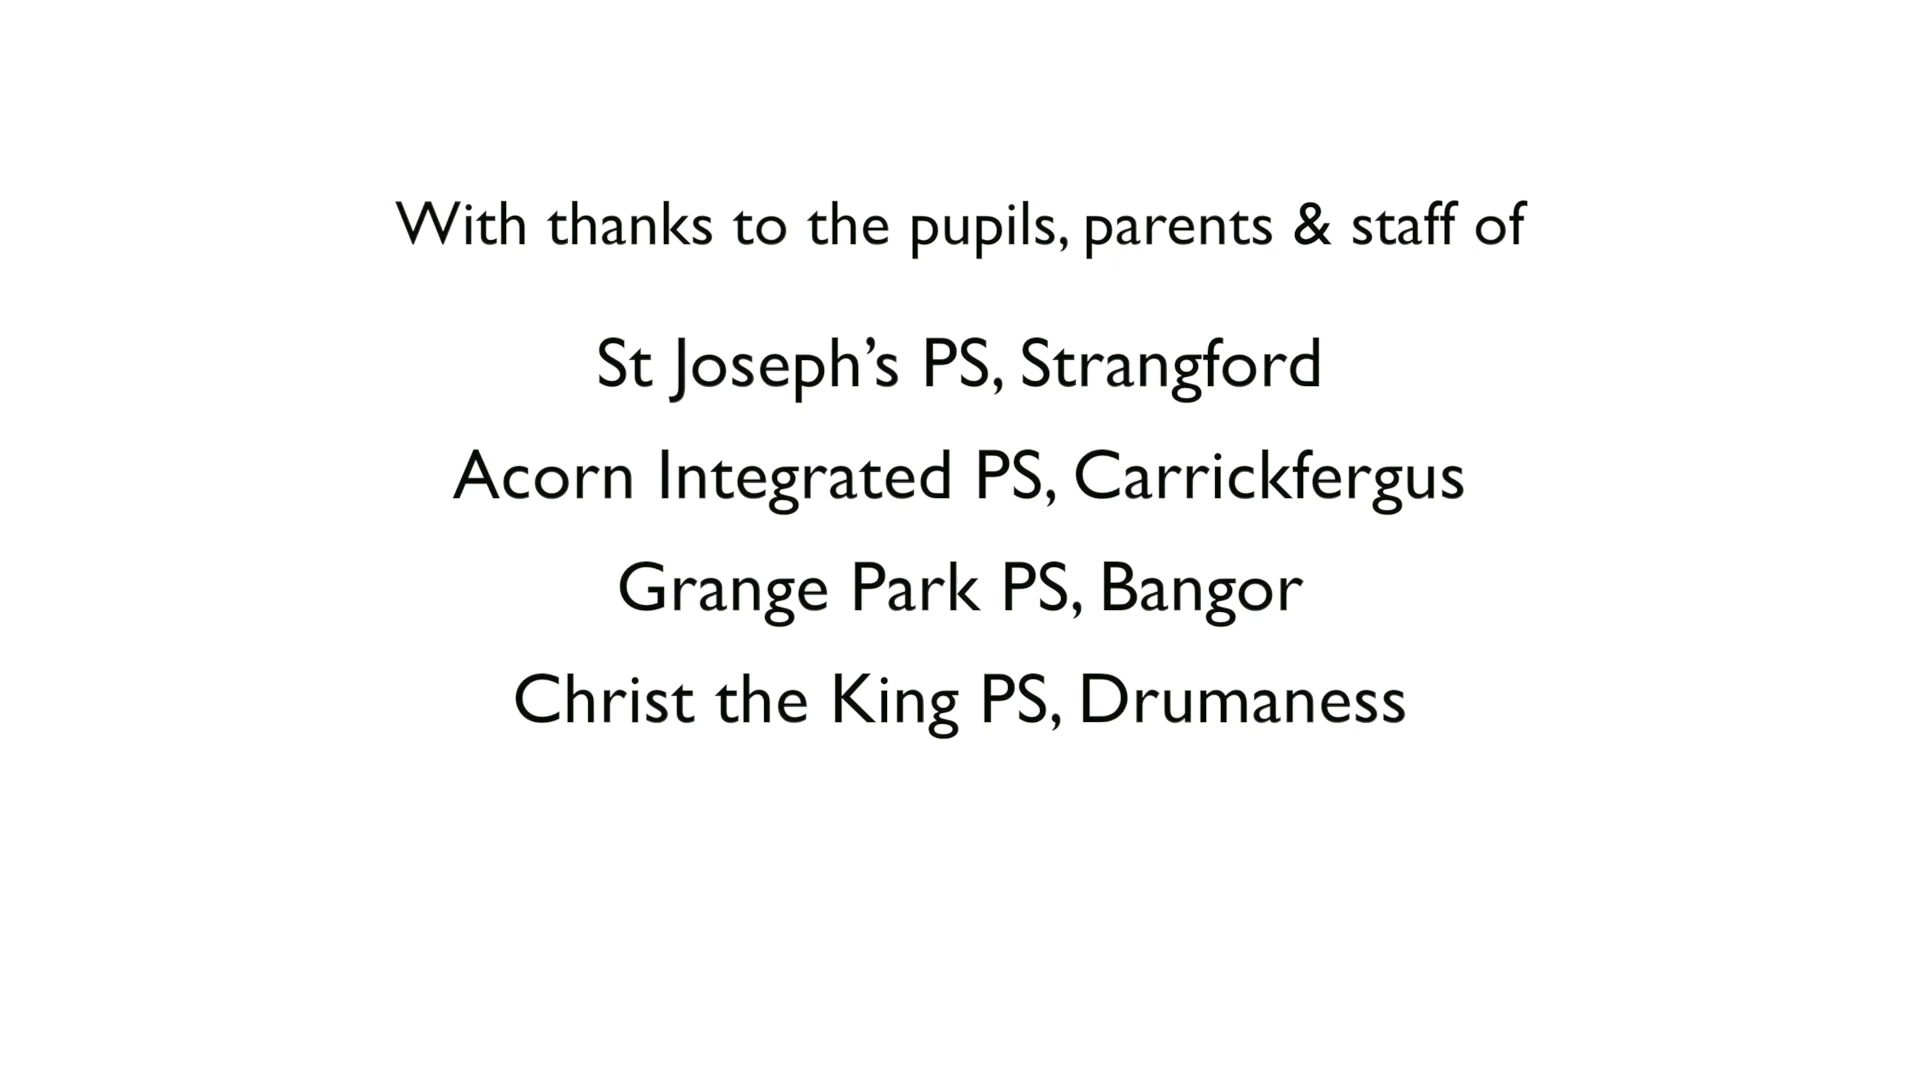 With thanks to the pupils, parents & staff of
St Joseph’s PS, Strangford
Acorn Integrated PS, Carrickfergus
Grange Park PS, Bangor
Christ the King PS, Drumaness